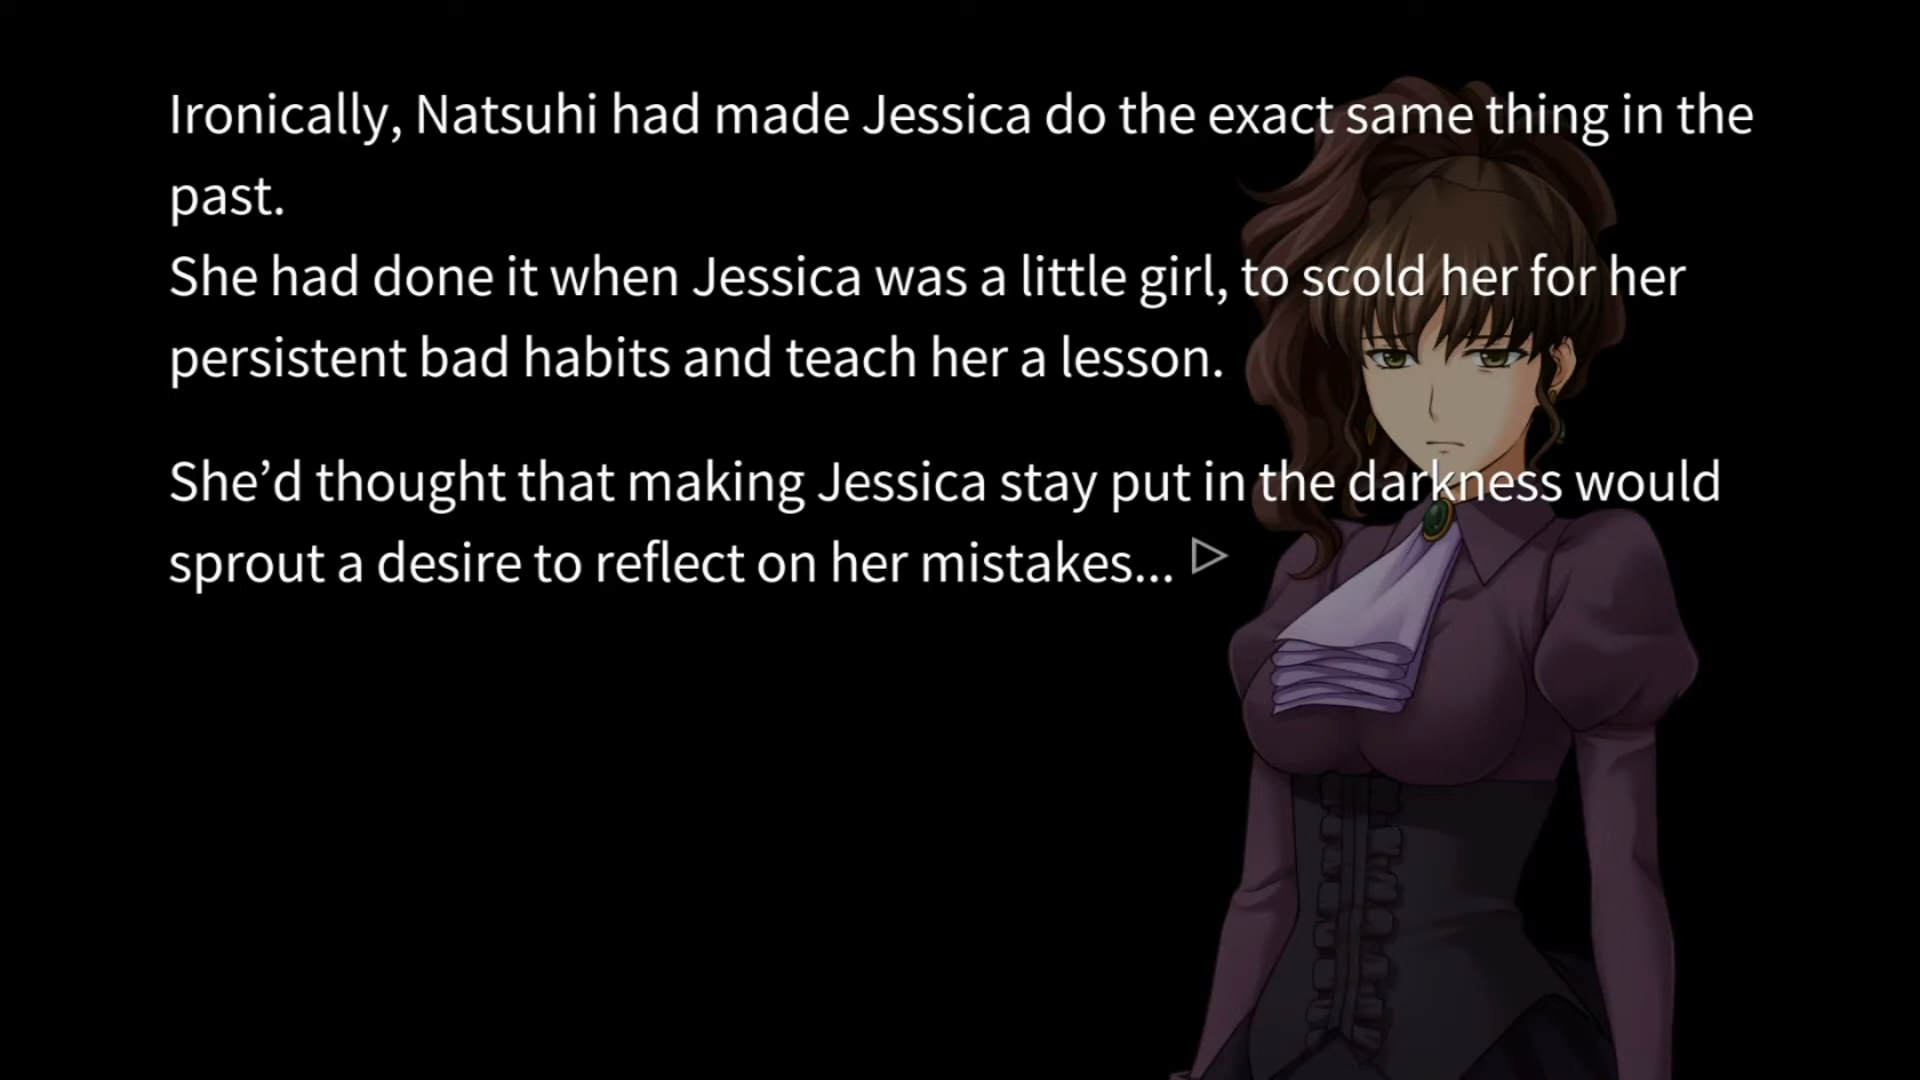 Ironically, Natsuhi had made Jessica do the exact same thing in the
past.
She had done it when Jessica was a little girl, to scold her for her
persistent bad habits and teach her a lesson.
She’d thought that making Jessica stay put in the darkness would
sprout a desire to reflect on her mistakes...